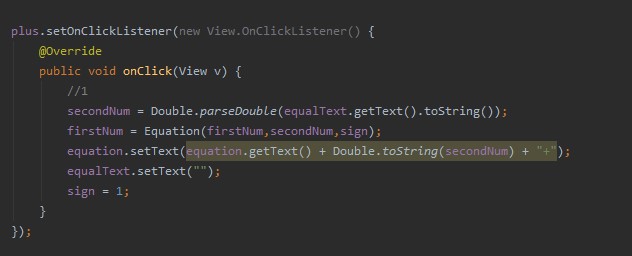 plus.setOnClickListener(new View.OnClickListener() {
@Override
public void onClick(View v) {
//1
secondNum = Double.parseDouble(equalText.getText().toString());
firstNum = Equation(firstNum,secondNum,sign);
equation.setText(equation.getText() + Double.toString(secondNum) + "+");
equalText.setText("");
sign = 1;
}
});